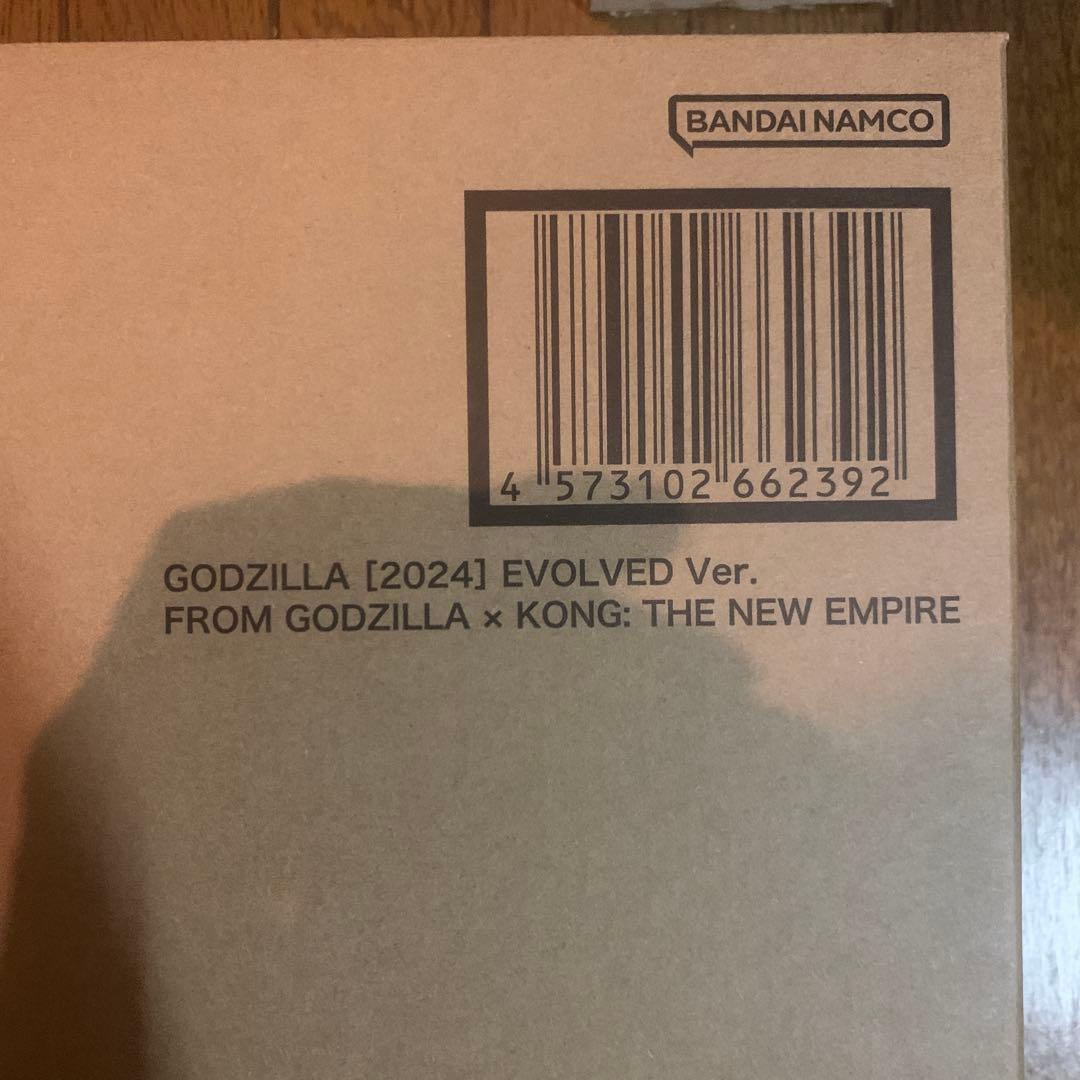 BANDAI NAMCO
4 573102 662392
GODZILLA [2024] EVOLVED Ver.
FROM GODZILLA × KONG: THE NEW EMPIRE